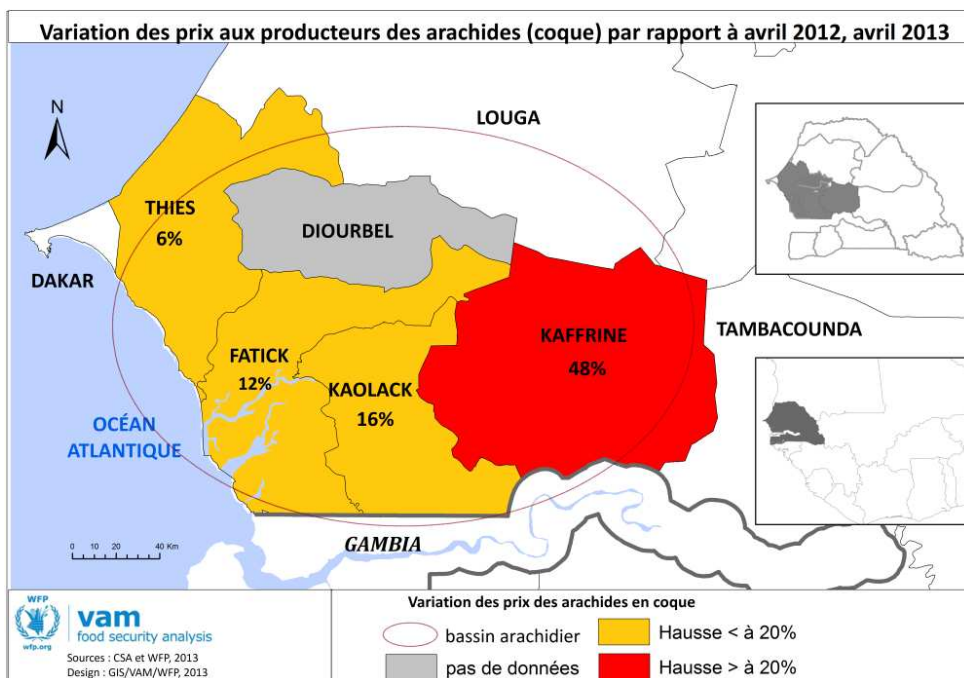 Variation des prix aux producteurs des arachides (coque) par rapport à avril 2012, avril 2013
N
LOUGA
THIES
6%
DIOURBEL
DAKAR
KAFFRINE
48%
TAMBACOUNDA
FATICK
12%
KAOLACK
16%
OCÉAN
ATLANTIQUE
GAMBIA
0 10 20 40 Km
WFP
wfp.org
vam
food security analysis
Sources : CSA et WFP, 2013
Design : GIS/VAM/WFP, 2013
Variation des prix des arachides en coque
bassin arachidier
Hausse < à 20%
pas de données
Hausse > à 20%